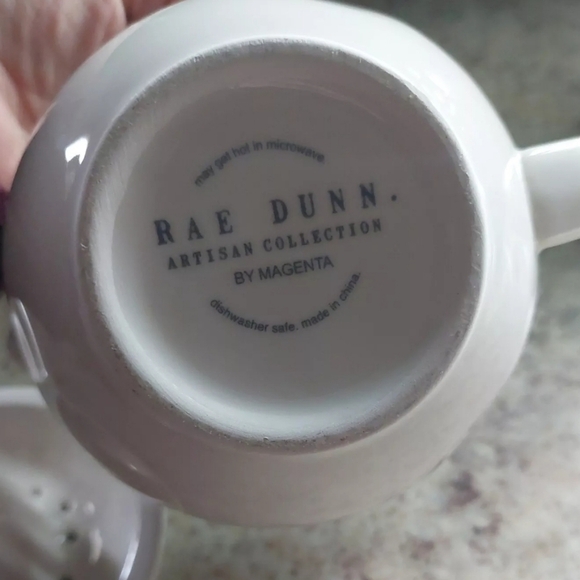 may get hot in microwave
RAE DUNN.
ARTISAN COLLECTION
BY MAGENTA
dishwasher safe. made in china.